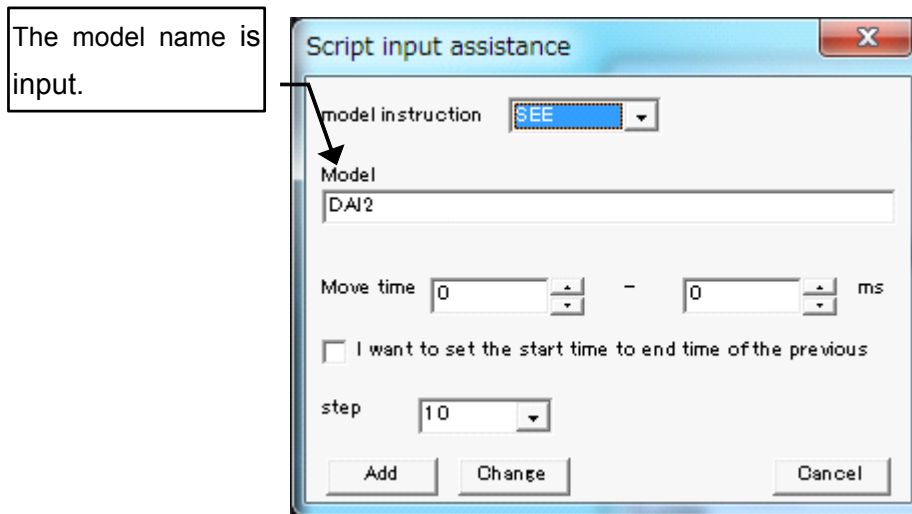 The model name is
input.
Script input assistance
model instruction SEE
Model
DAI2
Move time 0 - 0 ms
I want to set the start time to end time of the previous
step 10
Add Change Cancel